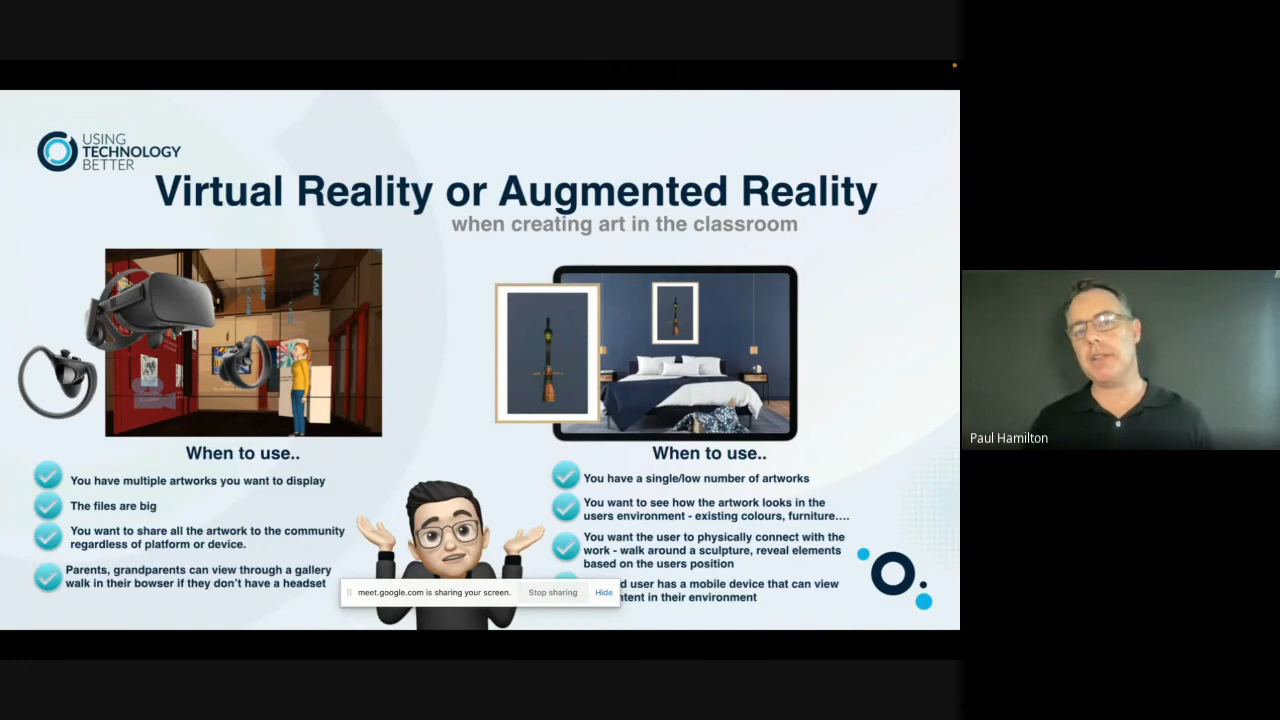 USING
TECHNOLOGY
BETTER
Virtual Reality or Augmented Reality
when creating art in the classroom
When to use..
You have multiple artworks you want to display
The files are big
You want to share all the artwork to the community
regardless of platform or device.
Parents, grandparents can view through a gallery
walk in their bowser if they don't have a headset
When to use..
You have a single/low number of artworks
You want to see how the artwork looks in the
users environment - existing colours, furniture....
You want the user to physically connect with the
work - walk around a sculpture, reveal elements
based on the users position
user has a mobile device that can view
in their environment
meet.google.com is sharing your screen.
Stop sharing
Hide
Paul Hamilton